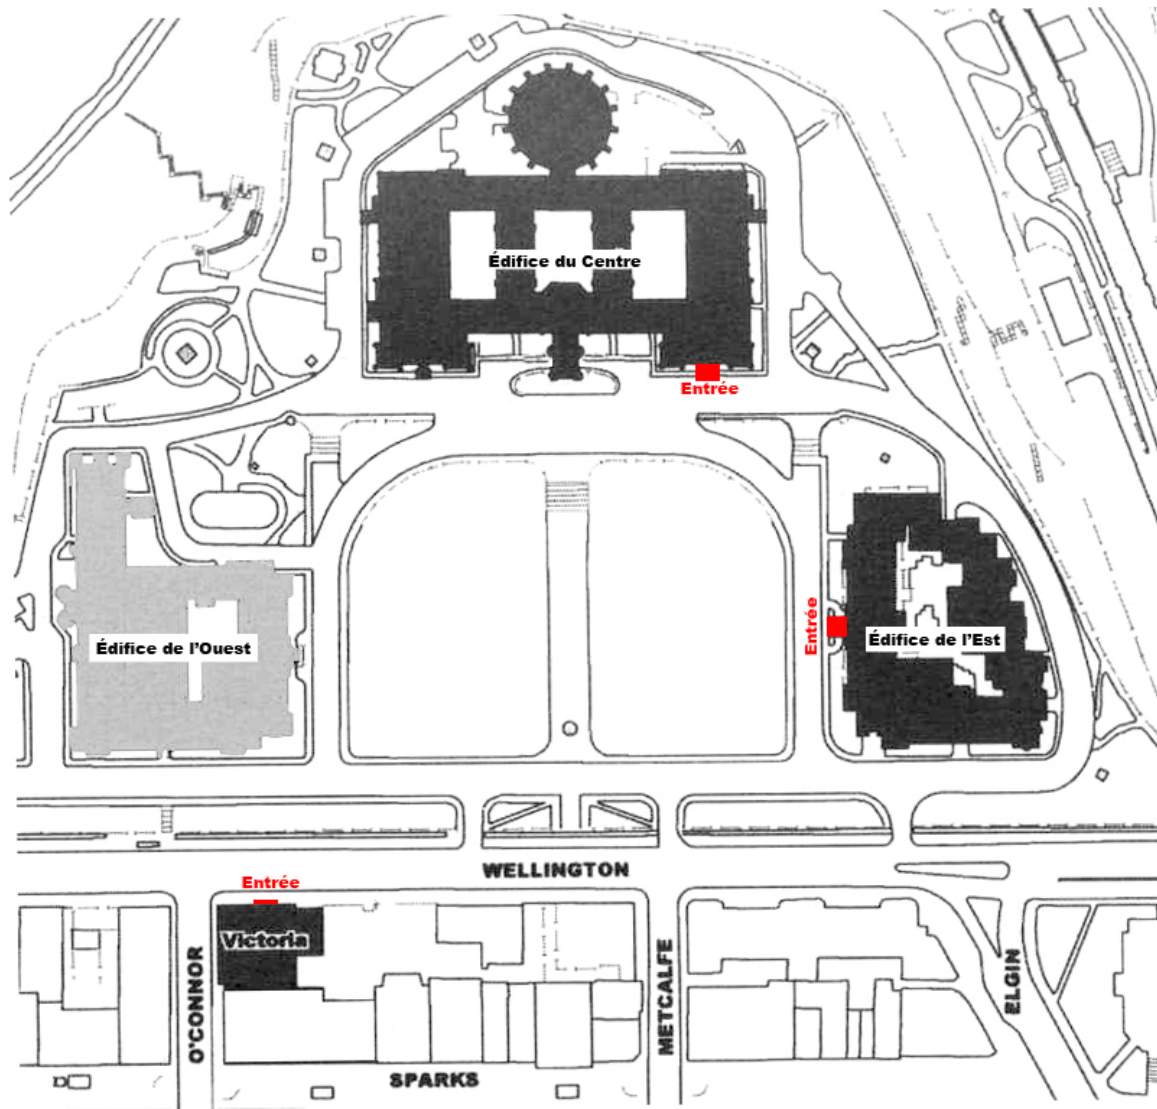 Édifice du Centre
Entrée
Entrée
Édifice de l'Ouest
Édifice de l'Est
WELLINGTON
Entrée
Victoria
O'CONNOR
METCALFE
ELGIN
SPARKS